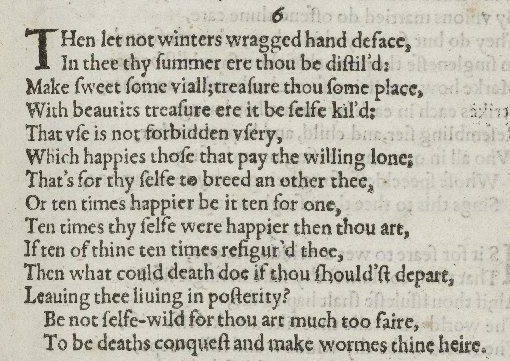 6
THen let not winters wragged hand deface,
In thee thy summer ere thou be distil'd:
Make sweet some viall; treasure thou some place,
With beautits treasure ere it be selfe kil'd:
That vse is not forbidden vsery,
Which happies those that pay the willing lone;
That's for thy selfe to breed an other thee,
Or ten times happier be it ten for one,
Ten times thy selfe were happier then thou art,
If ten of thine ten times refigur'd thee,
Then what could death doe if thou should'st depart,
Leauing thee liuing in posterity?
Be not selfe-wild for thou art much too faire,
To be deaths conquest and make wormes thine heire.